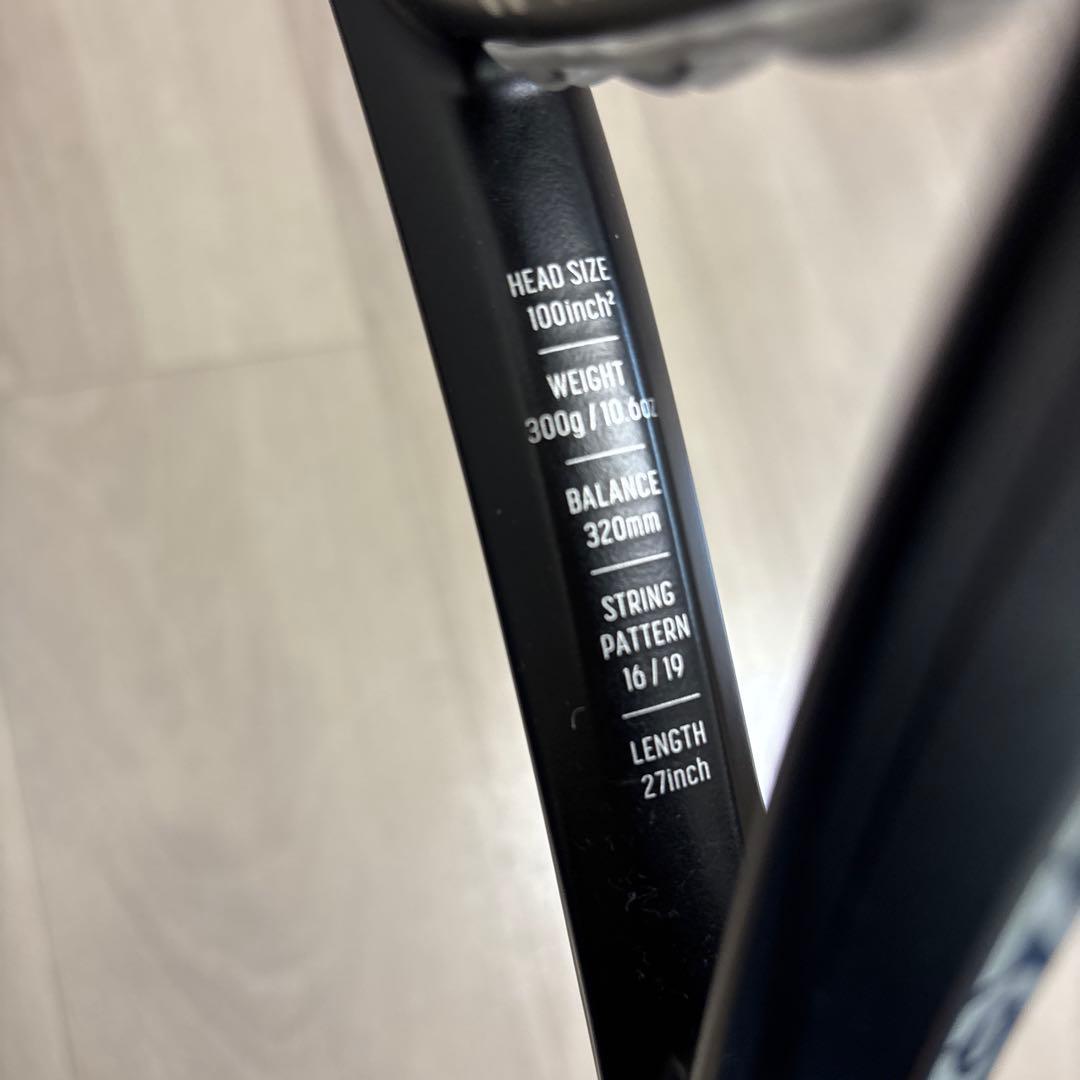 HEAD SIZE
100inch²
WEIGHT
300g / 10.6oz
BALANCE
320mm
STRING
PATTERN
16 / 19
LENGTH
27inch